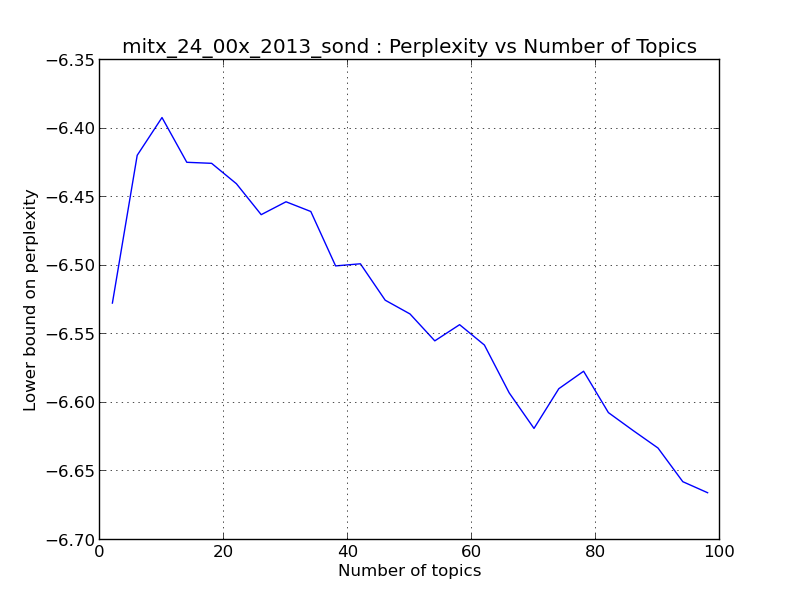 mitx_24_00x_2013_sond : Perplexity vs Number of Topics
−6.35
−6.40
−6.45
−6.50
−6.55
−6.60
−6.65
−6.70
Lower bound on perplexity
0 20 40 60 80 100
Number of topics